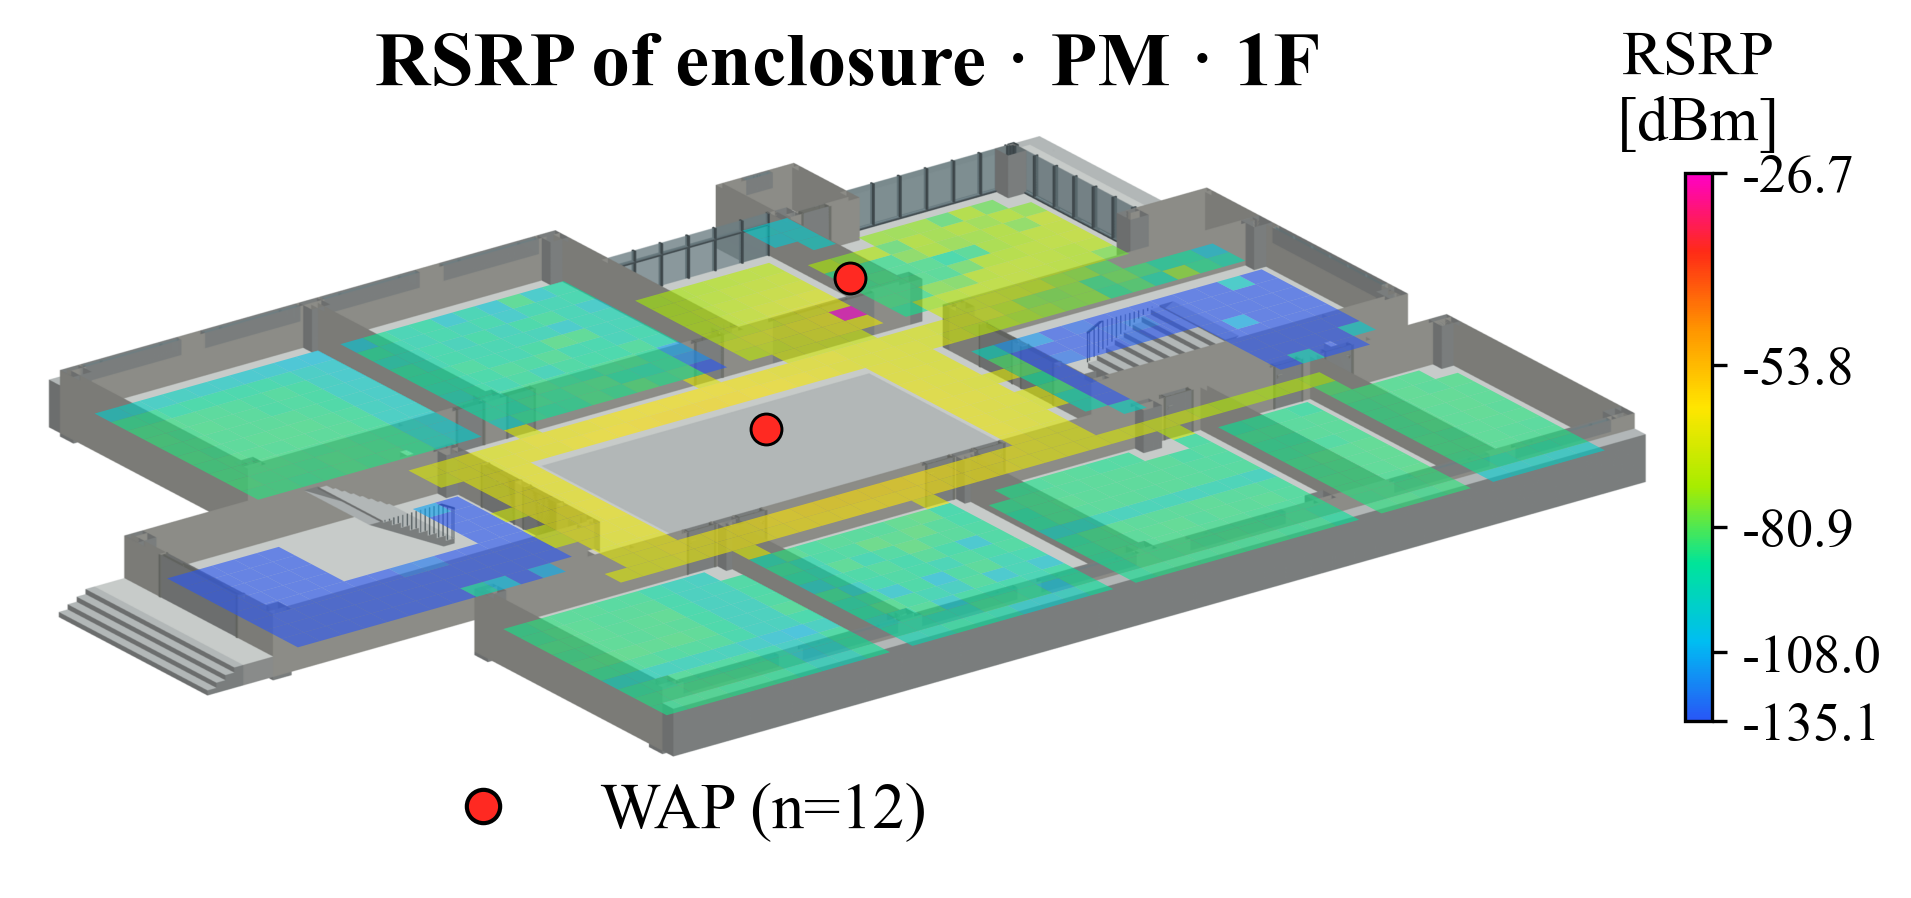 RSRP of enclosure · PM · 1F
RSRP
[dBm]
-26.7
-53.8
-80.9
-108.0
-135.1
WAP (n=12)